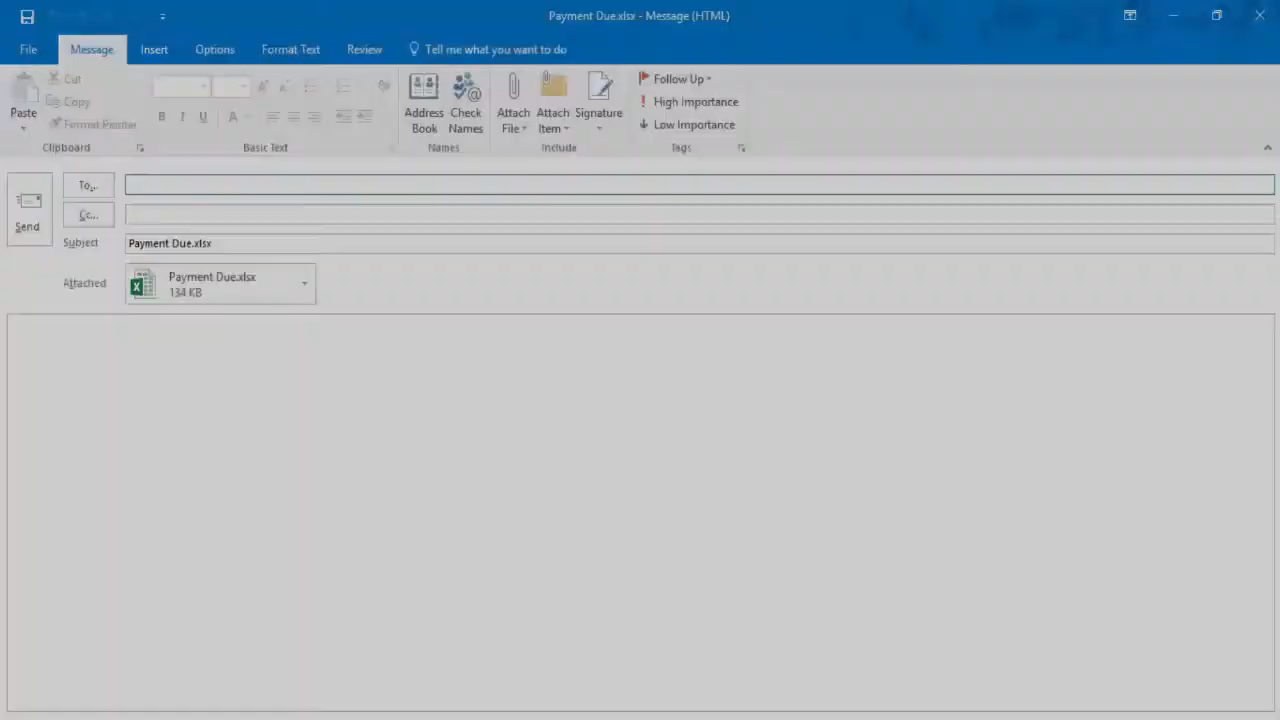 Payment Due.xlsx - Message (HTML)
File Message Insert Options Format Text Review Tell me what you want to do
Paste
Cut
Copy
Format Painter
Clipboard
B I U A
Basic Text
Address Book
Check Names
Names
Attach File
Attach Item
Signature
Include
Follow Up
High Importance
Low Importance
Tags
Send
To...
Cc...
Subject Payment Due.xlsx
Attached Payment Due.xlsx
134 KB